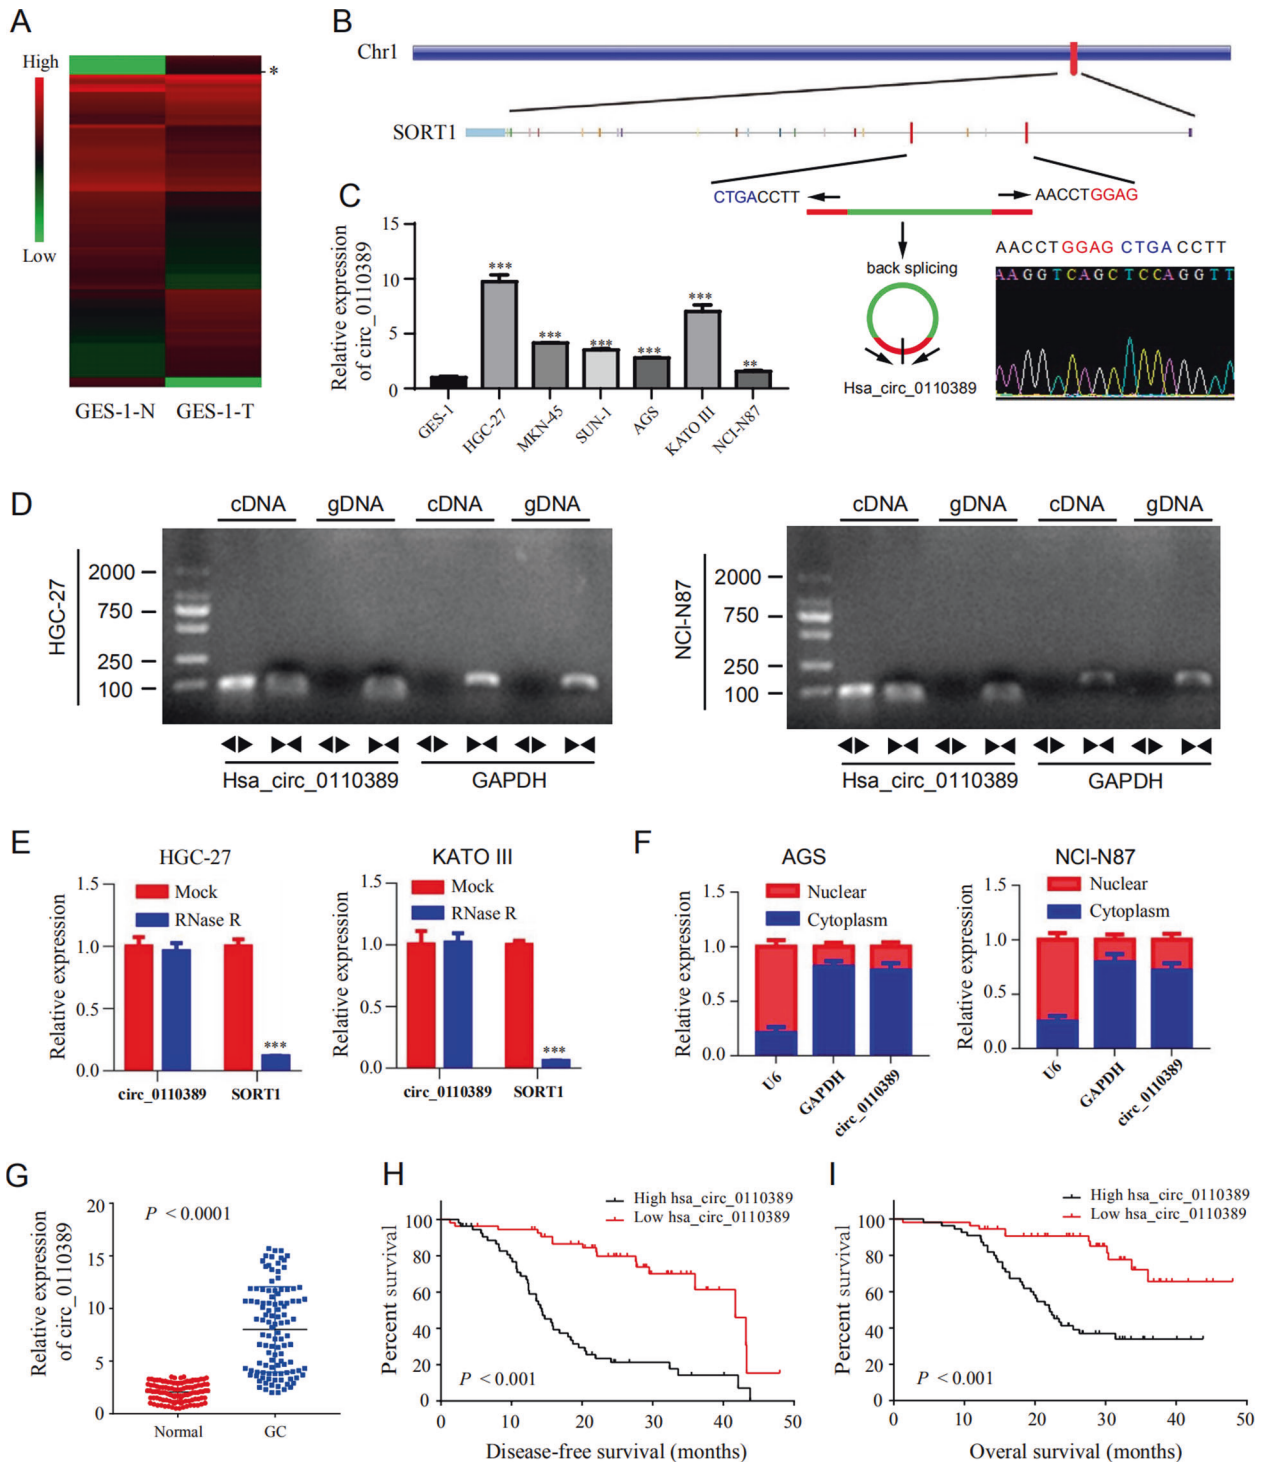 A
High
Low
*
GES-1-N GES-1-T
B
Chr1
SORT1
CTGACCTT
AACCTGGAG
back splicing
Hsa_circ_0110389
AACCTGGAG CTGACCTT
AAGGTCAGCTCCAGGTT
C
Relative expression
of circ_0110389
15
10
5
0
*** *** *** *** *** **
GES-1 HGC-27 MKN-45 SUN-1 AGS KATO III NCI-N87
D
cDNA gDNA cDNA gDNA
HGC-27
2000
750
250
100
Hsa_circ_0110389 GAPDH
cDNA gDNA cDNA gDNA
NCI-N87
2000
750
250
100
Hsa_circ_0110389 GAPDH
E
HGC-27
Relative expression
1.5
1.0
0.5
0.0
Mock
RNase R
***
circ_0110389 SORT1
KATO III
Relative expression
1.5
1.0
0.5
0.0
Mock
RNase R
***
circ_0110389 SORT1
F
AGS
Relative expression
1.5
1.0
0.5
0.0
Nuclear
Cytoplasm
U6 GAPDH circ_0110389
NCI-N87
Relative expression
1.5
1.0
0.5
0.0
Nuclear
Cytoplasm
U6 GAPDH circ_0110389
G
Relative expression
of circ_0110389
20
15
10
5
0
P < 0.0001
Normal GC
H
Percent survival
100
80
60
40
20
0
High hsa_circ_0110389
Low hsa_circ_0110389
P < 0.001
0 10 20 30 40 50
Disease-free survival (months)
I
Percent survival
100
80
60
40
20
0
High hsa_circ_0110389
Low hsa_circ_0110389
P < 0.001
0 10 20 30 40 50
Overal survival (months)